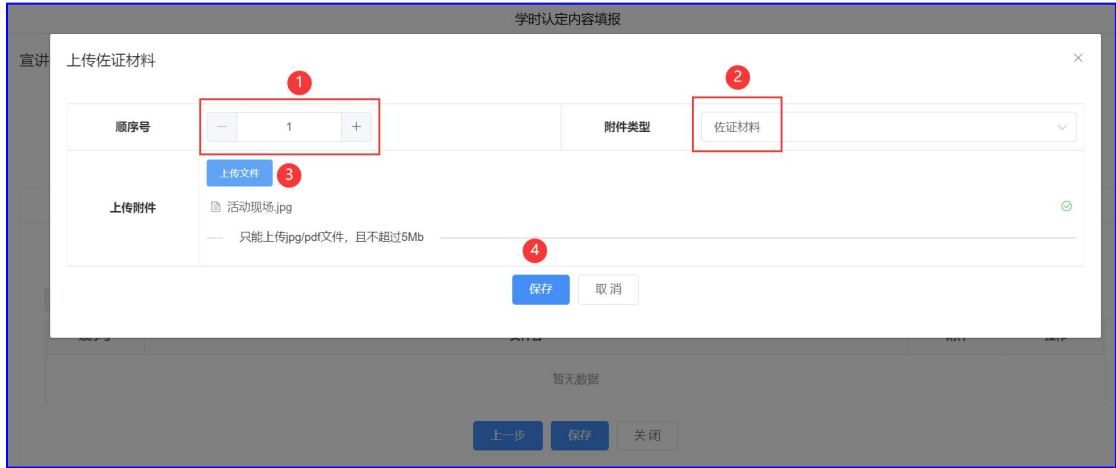 学时认定内容填报
宣讲
上传佐证材料
1
2
顺序号
1
附件类型
佐证材料
上传文件
3
上传附件
活动现场.jpg
只能上传jpg/pdf文件，且不超过5Mb
4
保存
取消
暂无数据
上一步
保存
关闭